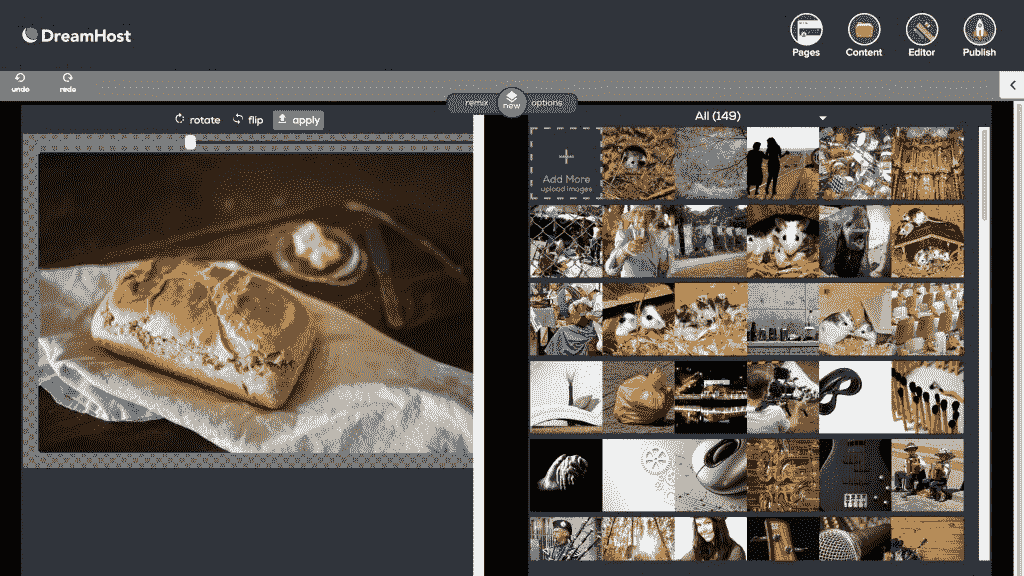 DreamHost
Pages
Content
Editor
Publish
undo
redo
remix
new
options
rotate
flip
apply
All (149)
Add More
upload images